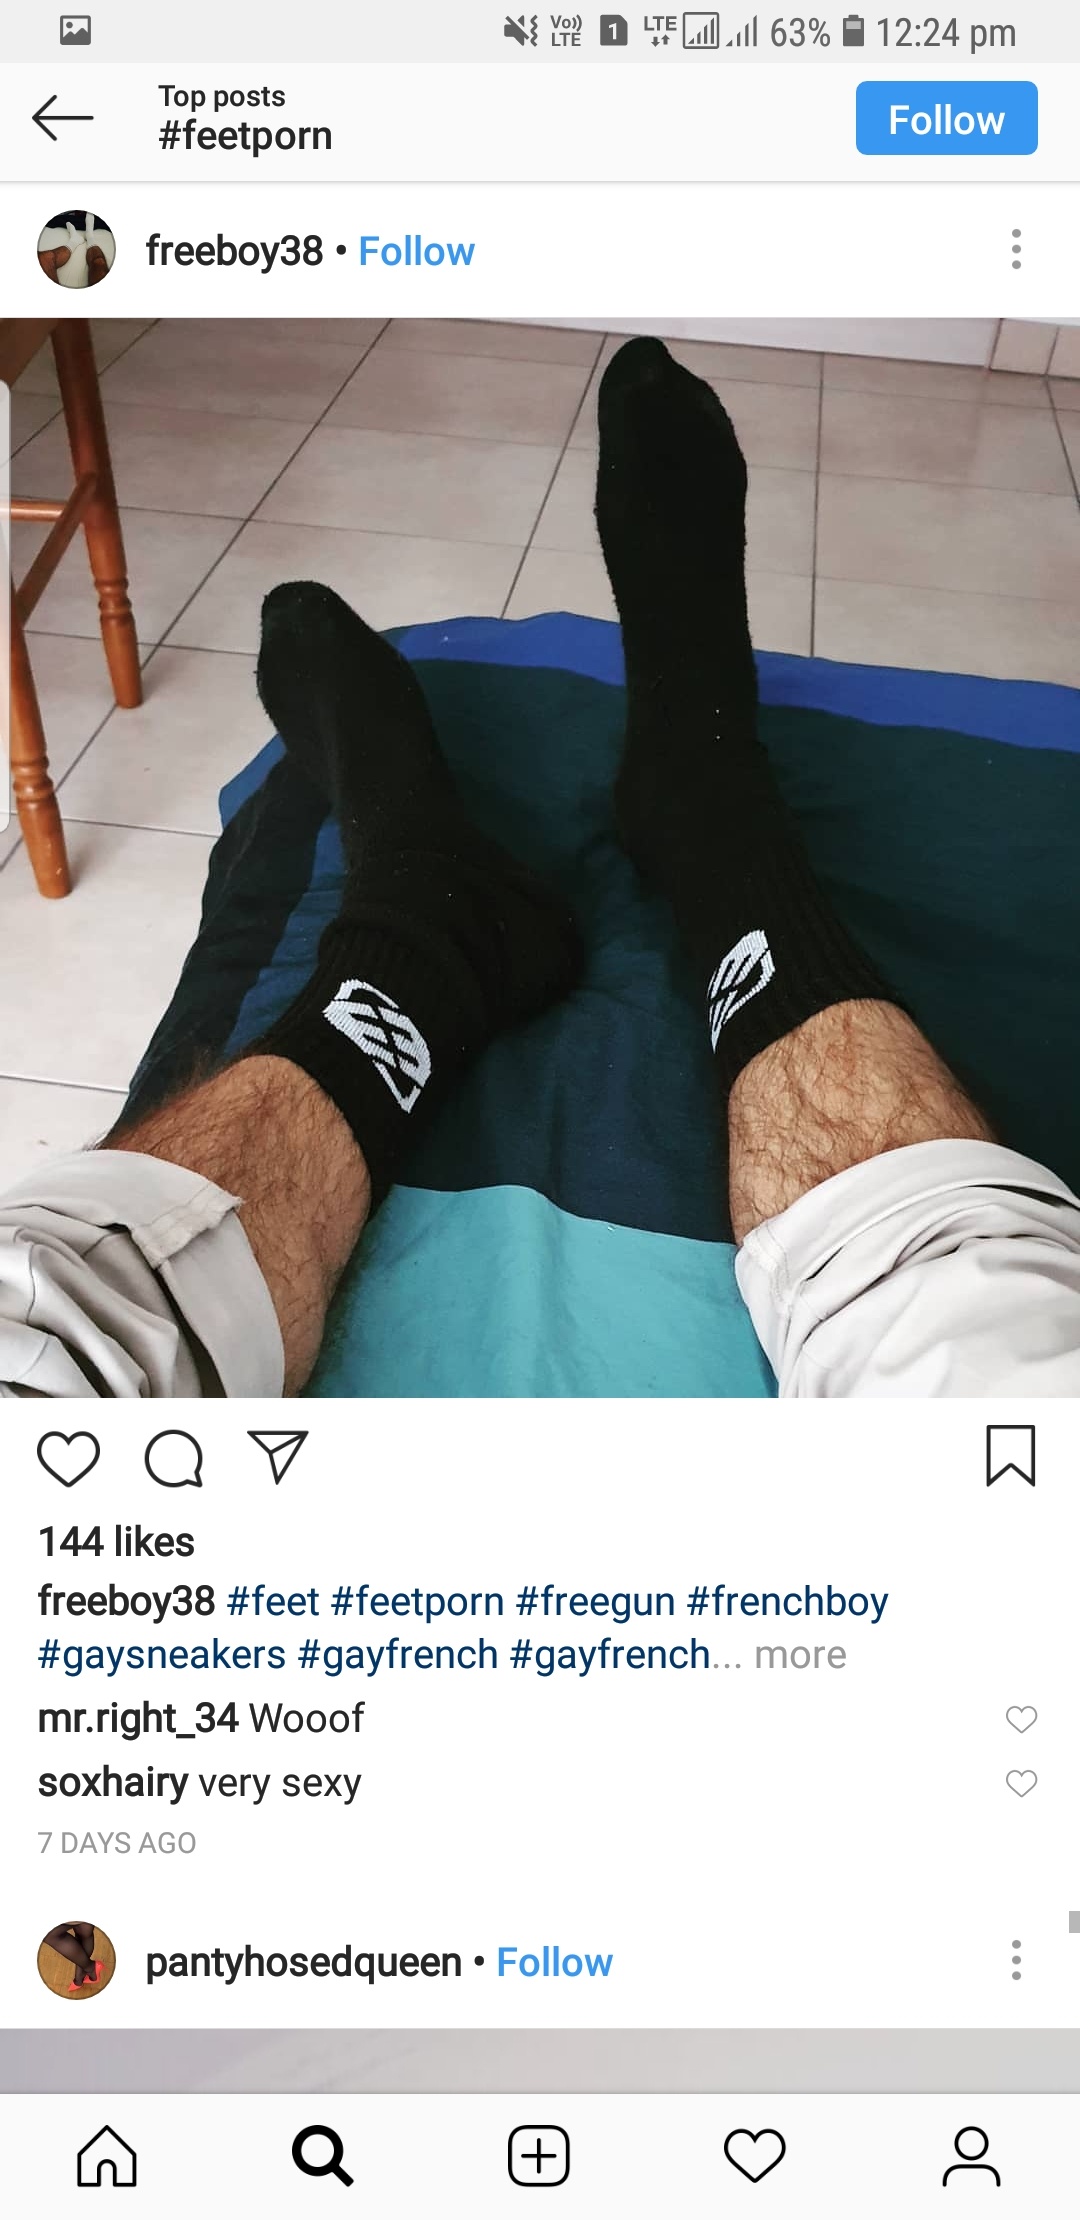 Vo)) LTE 1 LTE 63% 12:24 pm
Top posts
#feetporn
Follow
freeboy38 • Follow
144 likes
freeboy38 #feet #feetporn #freegun #frenchboy
#gaysneakers #gayfrench #gayfrench... more
mr.right_34 Wooof
soxhairy very sexy
7 DAYS AGO
pantyhosedqueen • Follow